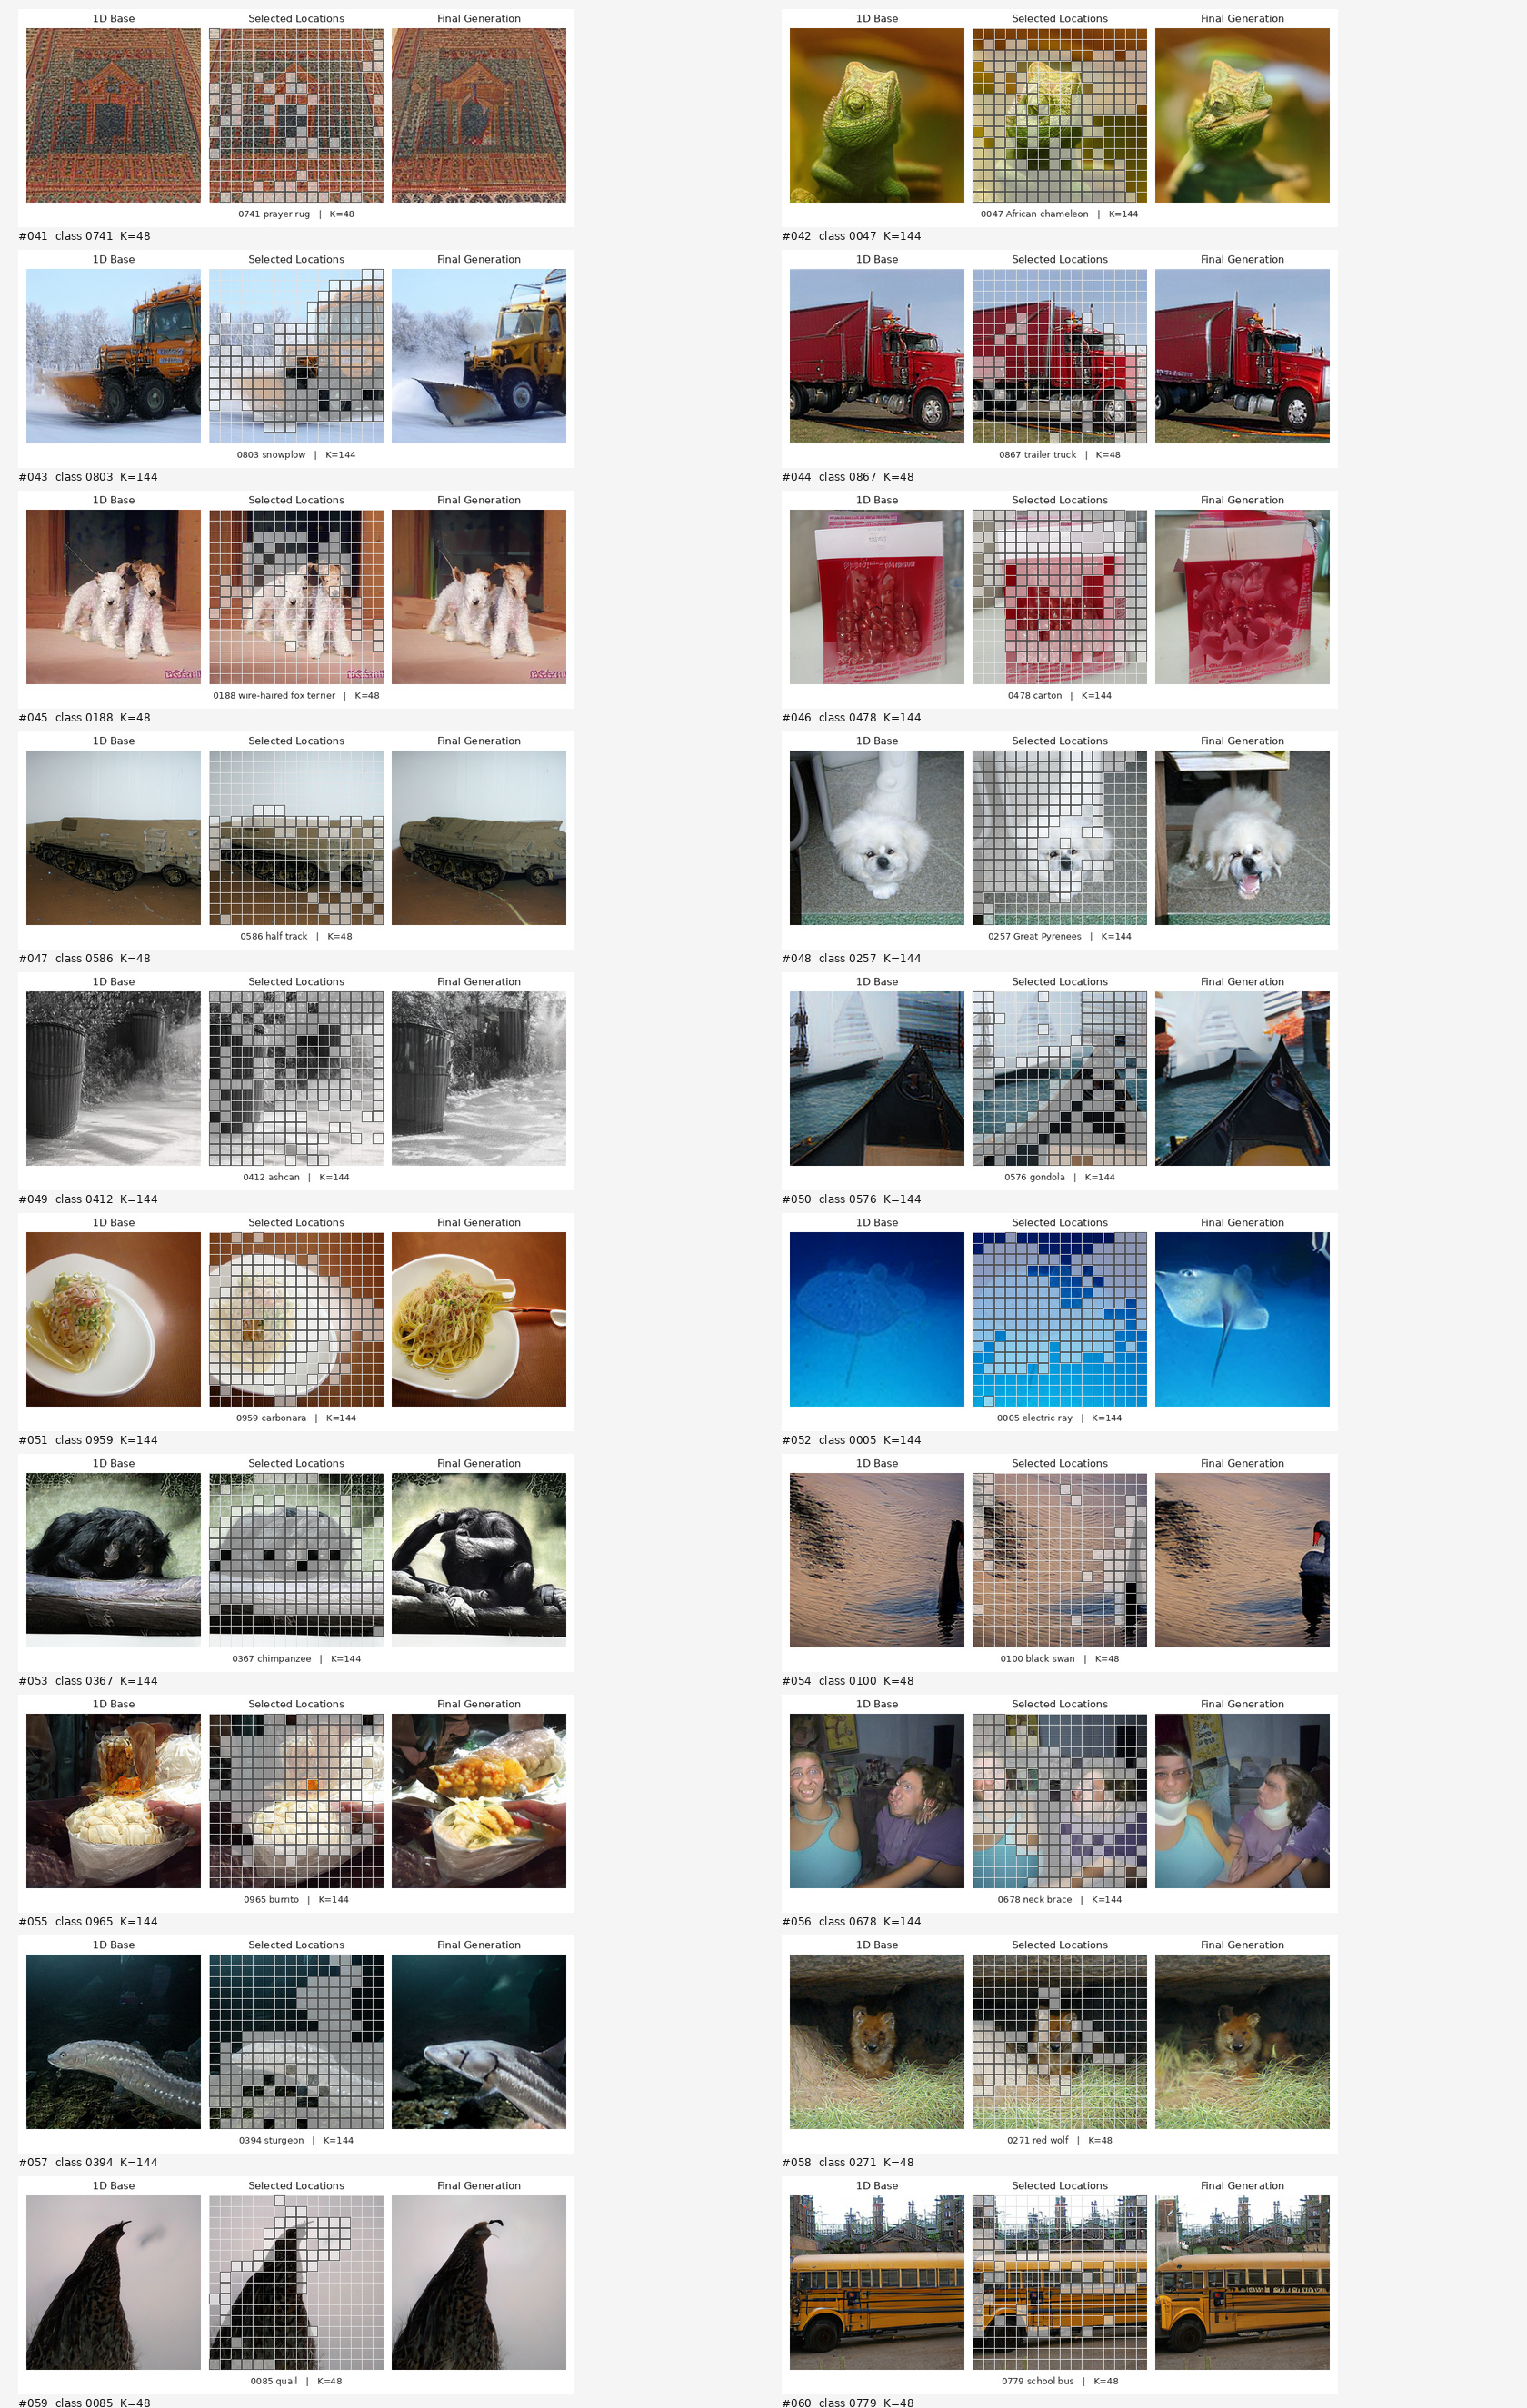 1D Base Selected Locations Final Generation 1D Base Selected Locations Final Generation
0741 prayer rug | K=48 0047 African chameleon | K=144
#041 class 0741 K=48 #042 class 0047 K=144
1D Base Selected Locations Final Generation 1D Base Selected Locations Final Generation
0803 snowplow | K=144 0867 trailer truck | K=48
#043 class 0803 K=144 #044 class 0867 K=48
1D Base Selected Locations Final Generation 1D Base Selected Locations Final Generation
0188 wire-haired fox terrier | K=48 0478 carton | K=144
#045 class 0188 K=48 #046 class 0478 K=144
1D Base Selected Locations Final Generation 1D Base Selected Locations Final Generation
0586 half track | K=48 0257 Great Pyrenees | K=144
#047 class 0586 K=48 #048 class 0257 K=144
1D Base Selected Locations Final Generation 1D Base Selected Locations Final Generation
0412 ashcan | K=144 0576 gondola | K=144
#049 class 0412 K=144 #050 class 0576 K=144
1D Base Selected Locations Final Generation 1D Base Selected Locations Final Generation
0959 carbonara | K=144 0005 electric ray | K=144
#051 class 0959 K=144 #052 class 0005 K=144
1D Base Selected Locations Final Generation 1D Base Selected Locations Final Generation
0367 chimpanzee | K=144 0100 black swan | K=48
#053 class 0367 K=144 #054 class 0100 K=48
1D Base Selected Locations Final Generation 1D Base Selected Locations Final Generation
0965 burrito | K=144 0678 neck brace | K=144
#055 class 0965 K=144 #056 class 0678 K=144
1D Base Selected Locations Final Generation 1D Base Selected Locations Final Generation
0394 sturgeon | K=144 0271 red wolf | K=48
#057 class 0394 K=144 #058 class 0271 K=48
1D Base Selected Locations Final Generation 1D Base Selected Locations Final Generation
0085 quail | K=48 0779 school bus | K=48
#059 class 0085 K=48 #060 class 0779 K=48